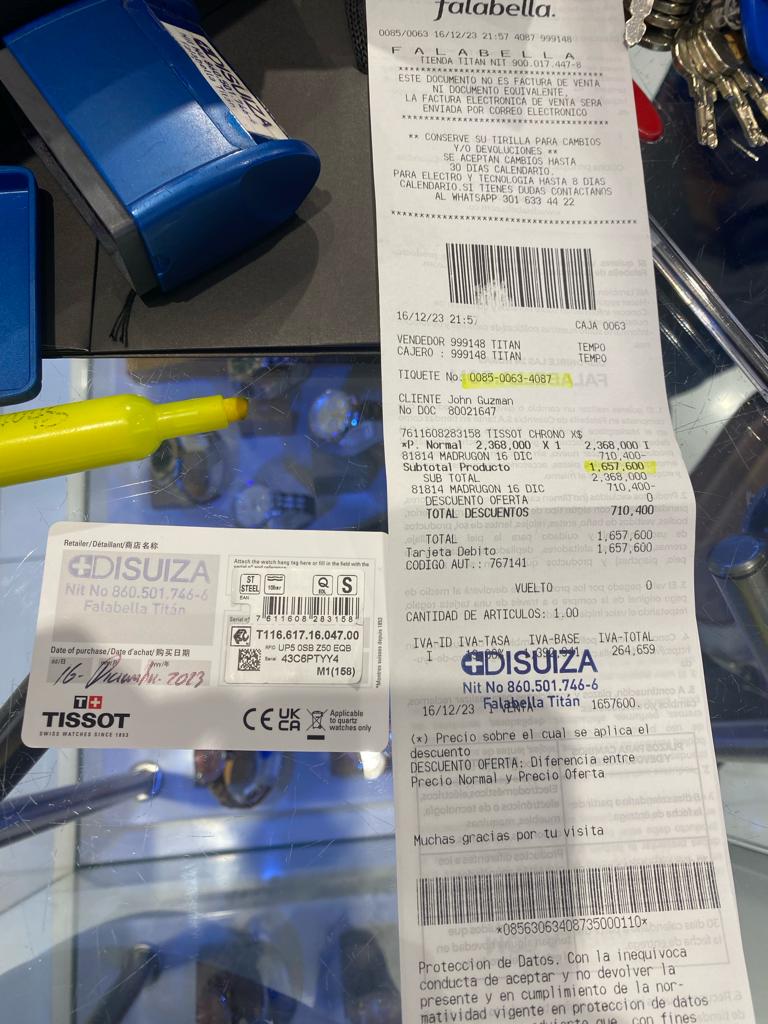 falabella.
0085/0063 16/12/23 21:57 4087 999148
F A L A B E L L A
TIENDA TITAN NIT 900.017.447-8
****************************************
ESTE DOCUMENTO NO ES FACTURA DE VENTA
NI DOCUMENTO EQUIVALENTE.
LA FACTURA ELECTRONICA DE VENTA SERA
ENVIADA POR CORREO ELECTRONICO
****************************************
** CONSERVE SU TIRILLA PARA CAMBIOS
Y/O DEVOLUCIONES **
SE ACEPTAN CAMBIOS HASTA
30 DIAS CALENDARIO.
PARA ELECTRO Y TECNOLOGIA HASTA 8 DIAS
CALENDARIO.SI TIENES DUDAS CONTACTANOS
AL WHATSAPP 301 633 44 22
****************************************
16/12/23 21:57 CAJA 0063
VENDEDOR 999148 TITAN TEMPO
CAJERO : 999148 TITAN TEMPO
TIQUETE No. 0085-0063-4087
CLIENTE John Guzman
No DOC 80021647
7611608283158 TISSOT CHRONO X$
*P. Normal 2,368,000 X 1 2,368,000 I
81814 MADRUGON 16 DIC 710,400-
Subtotal Producto 1,657,600
SUB TOTAL 2,368,000
81814 MADRUGON 16 DIC 710,400-
DESCUENTO OFERTA 0
TOTAL DESCUENTOS 710,400
TOTAL 1,657,600
Tarjeta Debito 1,657,600
CODIGO AUT.: 767141
VUELTO 0
CANTIDAD DE ARTICULOS: 1.00
IVA-ID IVA-TASA IVA-BASE IVA-TOTAL
I 264,659
DISUIZA
Nit No 860.501.746-6
Falabella Titán
16/12/23 1657600.
(*) Precio sobre el cual se aplica el
descuento
DESCUENTO OFERTA: Diferencia entre
Precio Normal y Precio Oferta
Muchas gracias por tu visita
*08563063408735000110*
Proteccion de Datos. Con la inequivoca
conducta de aceptar y no devolver la
presente y en cumplimiento de la nor-
matividad vigente en proteccion de datos
que, con fines
DISUIZA
Retailer/Détaillant/商店名称
DISUIZA
Nit No 860.501.746-6
Falabella Titán
Date of purchase/Date d'achat/购买日期
16- Diciembre - 2023
T+
TISSOT
SWISS WATCHES SINCE 1853
Attach the watch hang tag here or fill in the field with the
ST STEEL
10bar
Q
EOL
S
EAN
7 611608 283158
Serial n°
T116.617.16.047.00
RFID UP5 0SB Z50 EQB
Serial 43C6PTYY4
M1(158)
*Montres suisses depuis 1853
CE UK CA
Applicable
to quartz
watches only